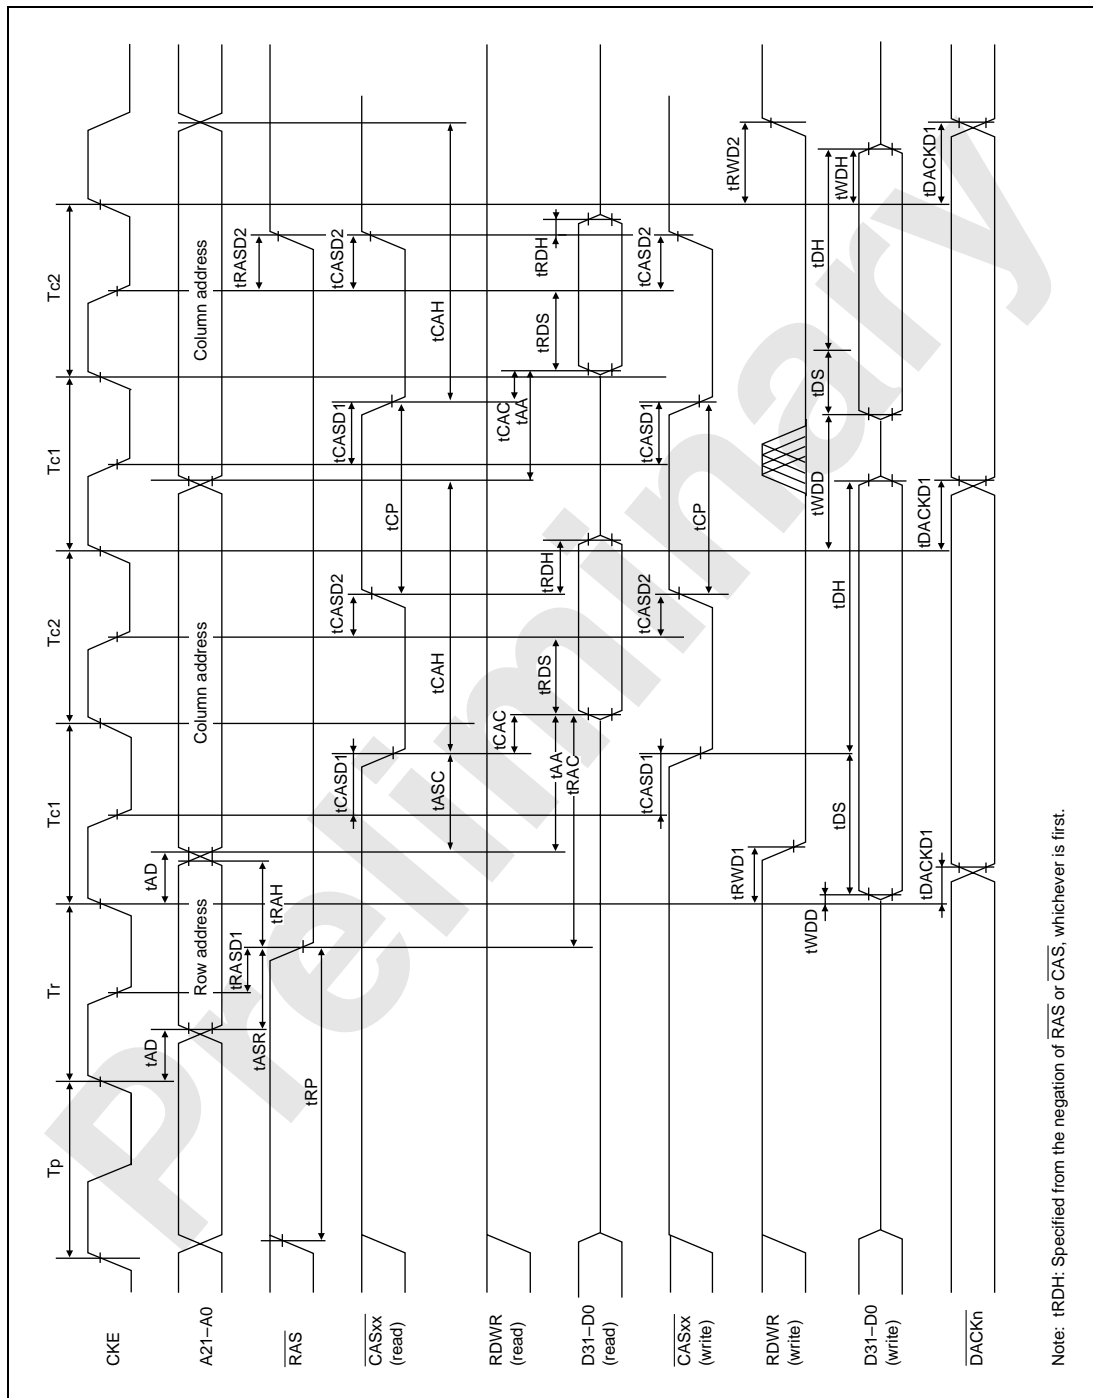 Tp
Tr
Tc1
Tc2
Tc1
Tc2
CKE
A21–A0
tAD
Row address
tAD
Column address
Column address
RAS
tRP
tASR
tRASD1
tRAH
tRASD2
CASxx
(read)
tCASD1
tASC
tCAH
tCASD2
tCP
tCASD1
tCAH
tCASD2
RDWR
(read)
D31–D0
(read)
tRAC
tAA
tCAC
tRDS
tRDH
tCAC
tAA
tRDS
tRDH
CASxx
(write)
tCASD1
tCASD2
tCP
tCASD1
tCASD2
RDWR
(write)
tRWD1
tRWD2
D31–D0
(write)
tWDD
tDS
tDH
tWDD
tDS
tDH
tWDH
DACKn
tDACKD1
tDACKD1
tDACKD1
Note: tRDH: Specified from the negation of RAS or CAS, whichever is first.
Preliminary